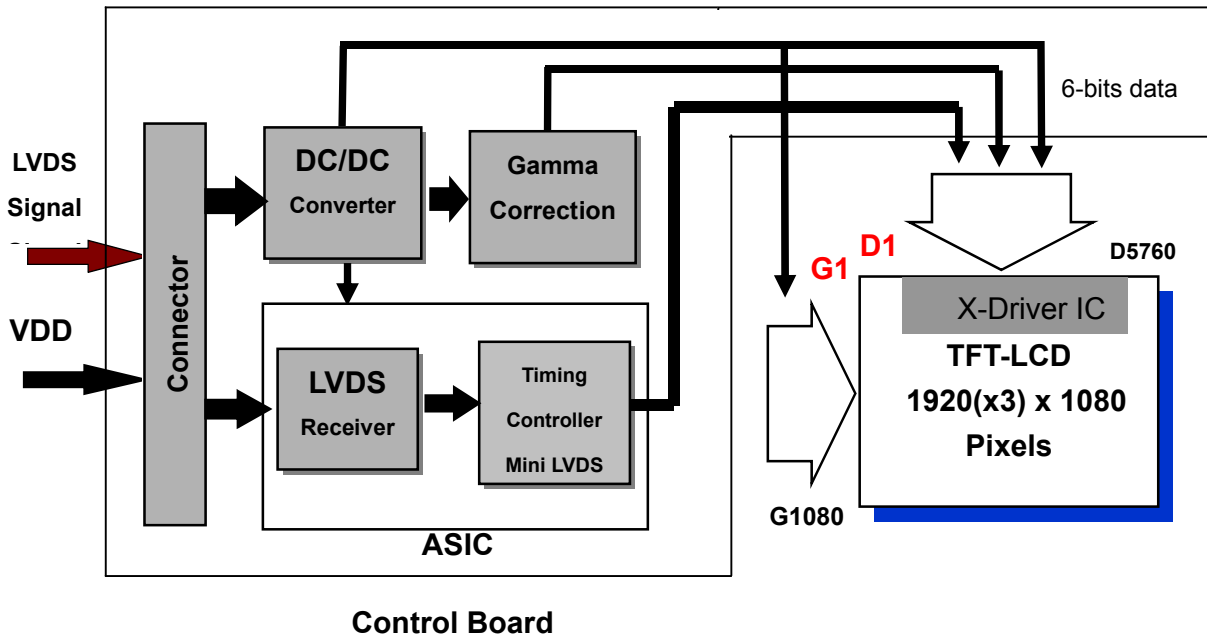 6-bits data
LVDS
Signal
VDD
Connector
DC/DC
Converter
Gamma
Correction
LVDS
Receiver
Timing
Controller
Mini LVDS
ASIC
D1
G1
D5760
X-Driver IC
TFT-LCD
1920(x3) x 1080
Pixels
G1080
Control Board